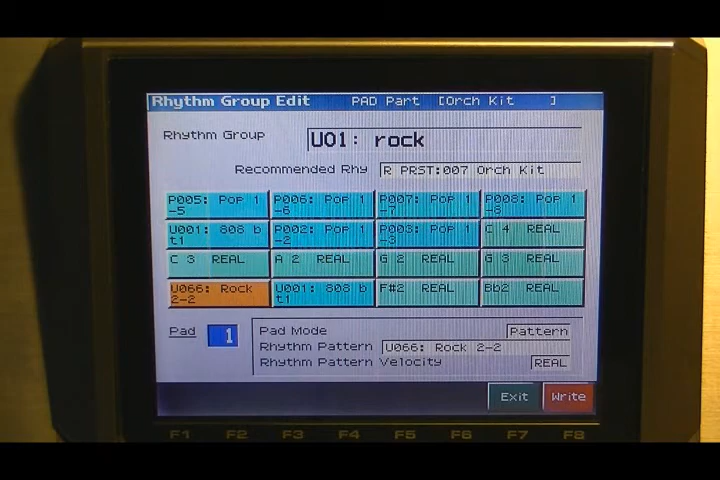 Rhythm Group Edit PAD Part [Orch Kit ]
Rhythm Group U01: rock
Recommended Rhy R PRST:007 Orch Kit
P005: Pop 1 P006: Pop 1 P007: Pop 1 P008: Pop 1
-5 -6 -7 -8
U001: 808 b P002: Pop 1 P003: Pop 1 C 4 REAL
t1 -2 -3
C 3 REAL A 2 REAL G 2 REAL G 3 REAL
U066: Rock U001: 808 b F#2 REAL Bb2 REAL
2-2 t1
Pad 1 Pad Mode Pattern
Rhythm Pattern U066: Rock 2-2
Rhythm Pattern Velocity REAL
Exit Write
F1 F2 F3 F4 F5 F6 F7 F8